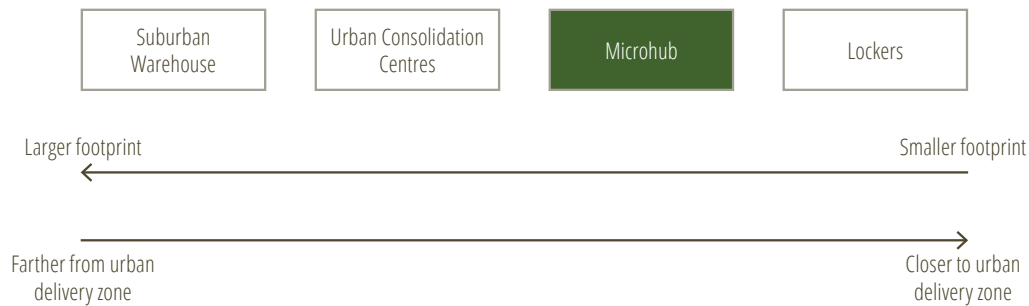 Suburban
Warehouse
Urban Consolidation
Centres
Microhub
Lockers
Larger footprint
Smaller footprint
Farther from urban
delivery zone
Closer to urban
delivery zone